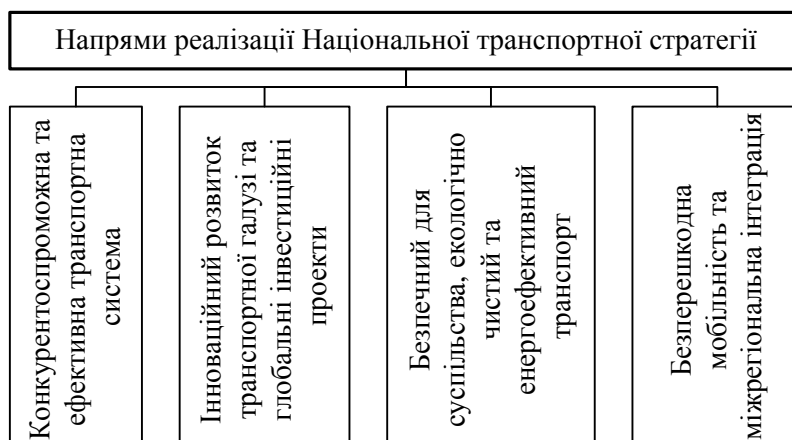 Напрями реалізації Національної транспортної стратегії
Конкурентоспроможна та
ефективна транспортна
система
Інноваційний розвиток
транспортної галузі та
глобальні інвестиційні
проекти
Безпечний для
суспільства, екологічно
чистий та
енергоефективний
транспорт
Безперешкодна
мобільність та
міжрегіональна інтеграція